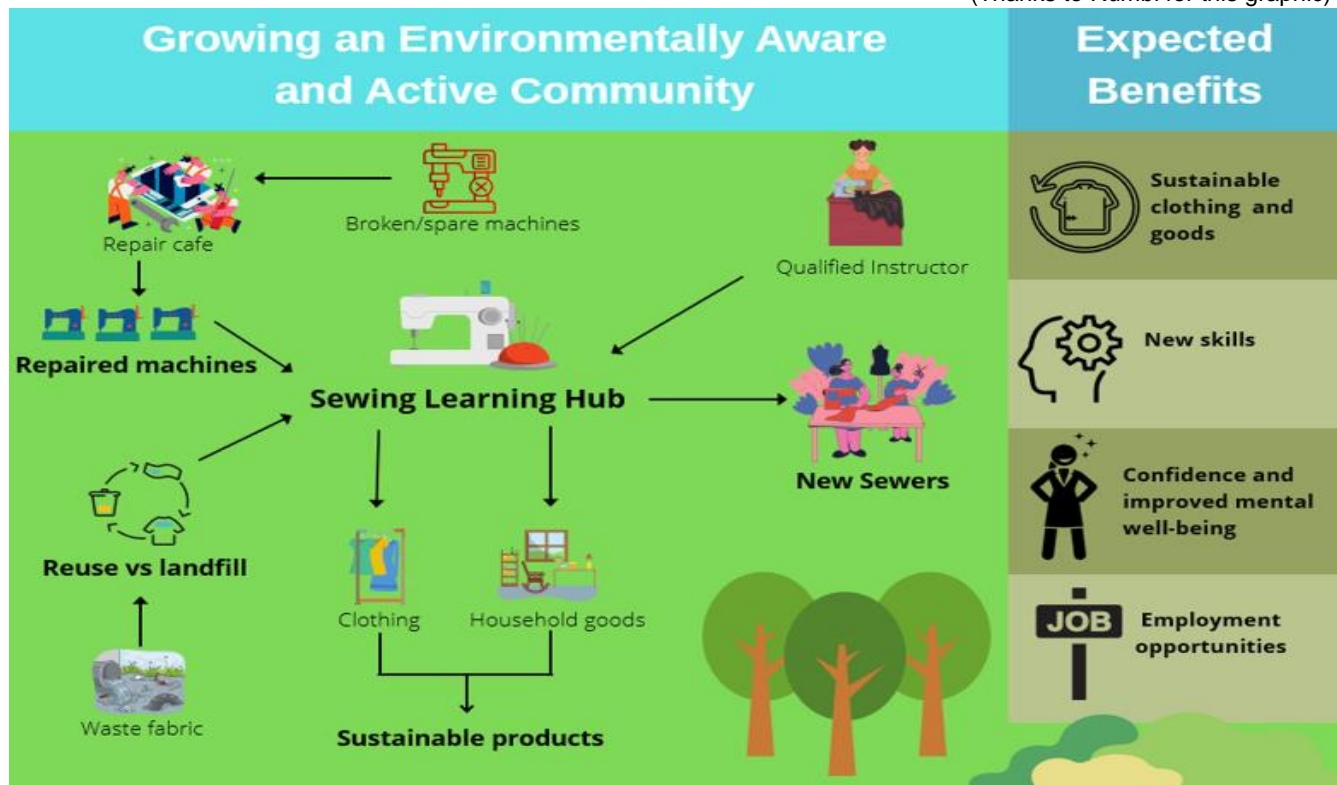 Growing an Environmentally Aware
and Active Community
Expected
Benefits
Repair cafe
Broken/spare machines
Qualified Instructor
Repaired machines
Sewing Learning Hub
New Sewers
Reuse vs landfill
Clothing
Household goods
Waste fabric
Sustainable products
Sustainable
clothing and
goods
New skills
Confidence and
improved mental
well-being
JOB
Employment
opportunities